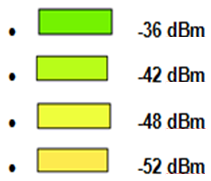 • -36 dBm
• -42 dBm
• -48 dBm
• -52 dBm